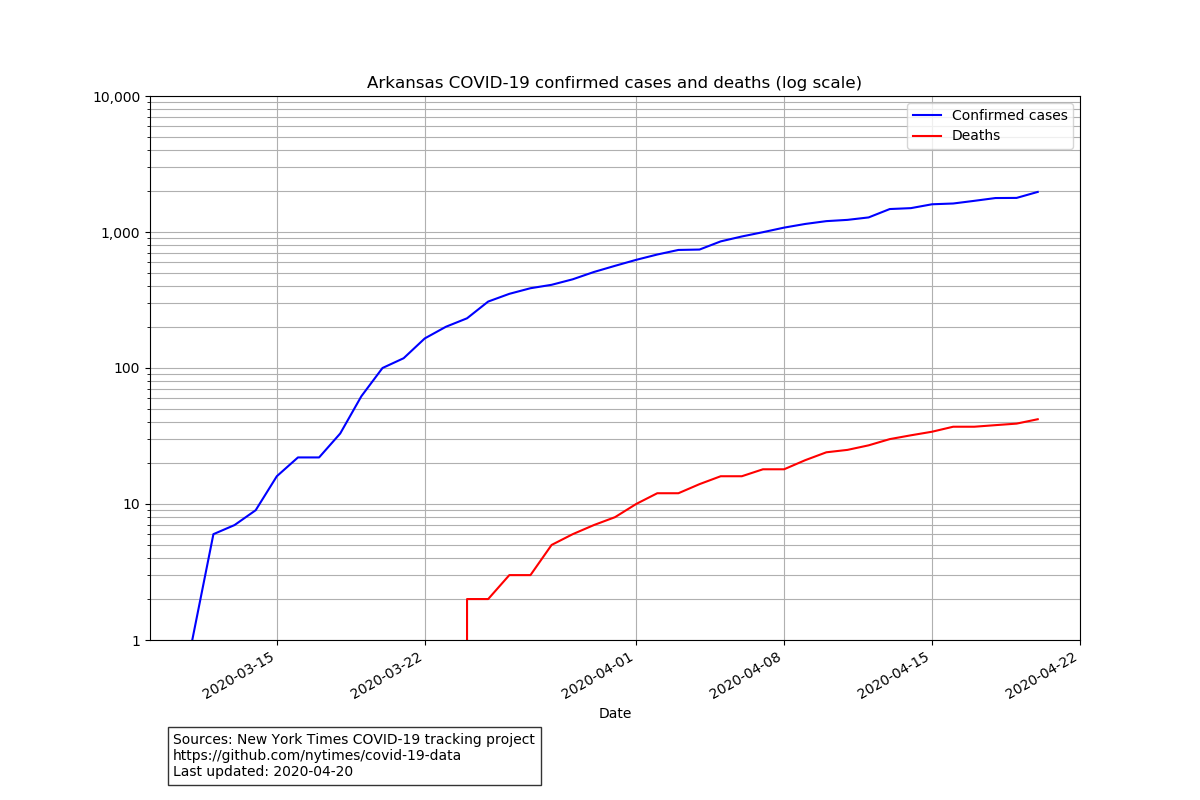 Arkansas COVID-19 confirmed cases and deaths (log scale)
10,000
1,000
100
10
1
Confirmed cases
Deaths
2020-03-15
2020-03-22
2020-04-01
2020-04-08
2020-04-15
2020-04-22
Date
Sources: New York Times COVID-19 tracking project
https://github.com/nytimes/covid-19-data
Last updated: 2020-04-20